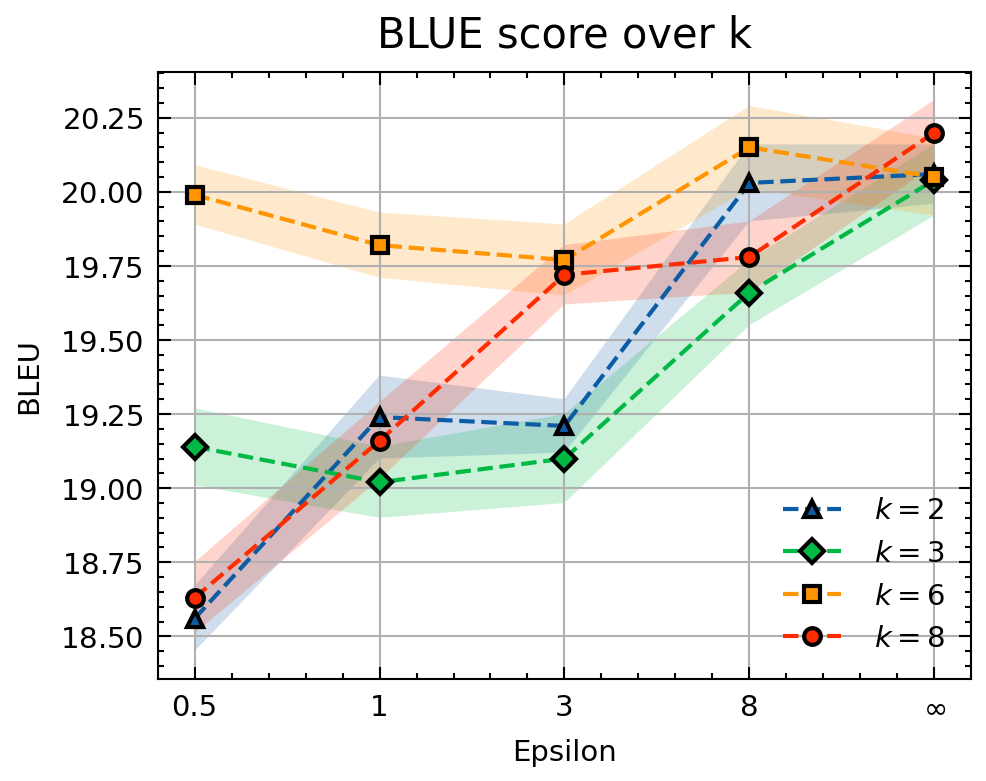 BLUE score over k
BLEU
20.25
20.00
19.75
19.50
19.25
19.00
18.75
18.50
k = 2
k = 3
k = 6
k = 8
0.5 1 3 8 ∞
Epsilon